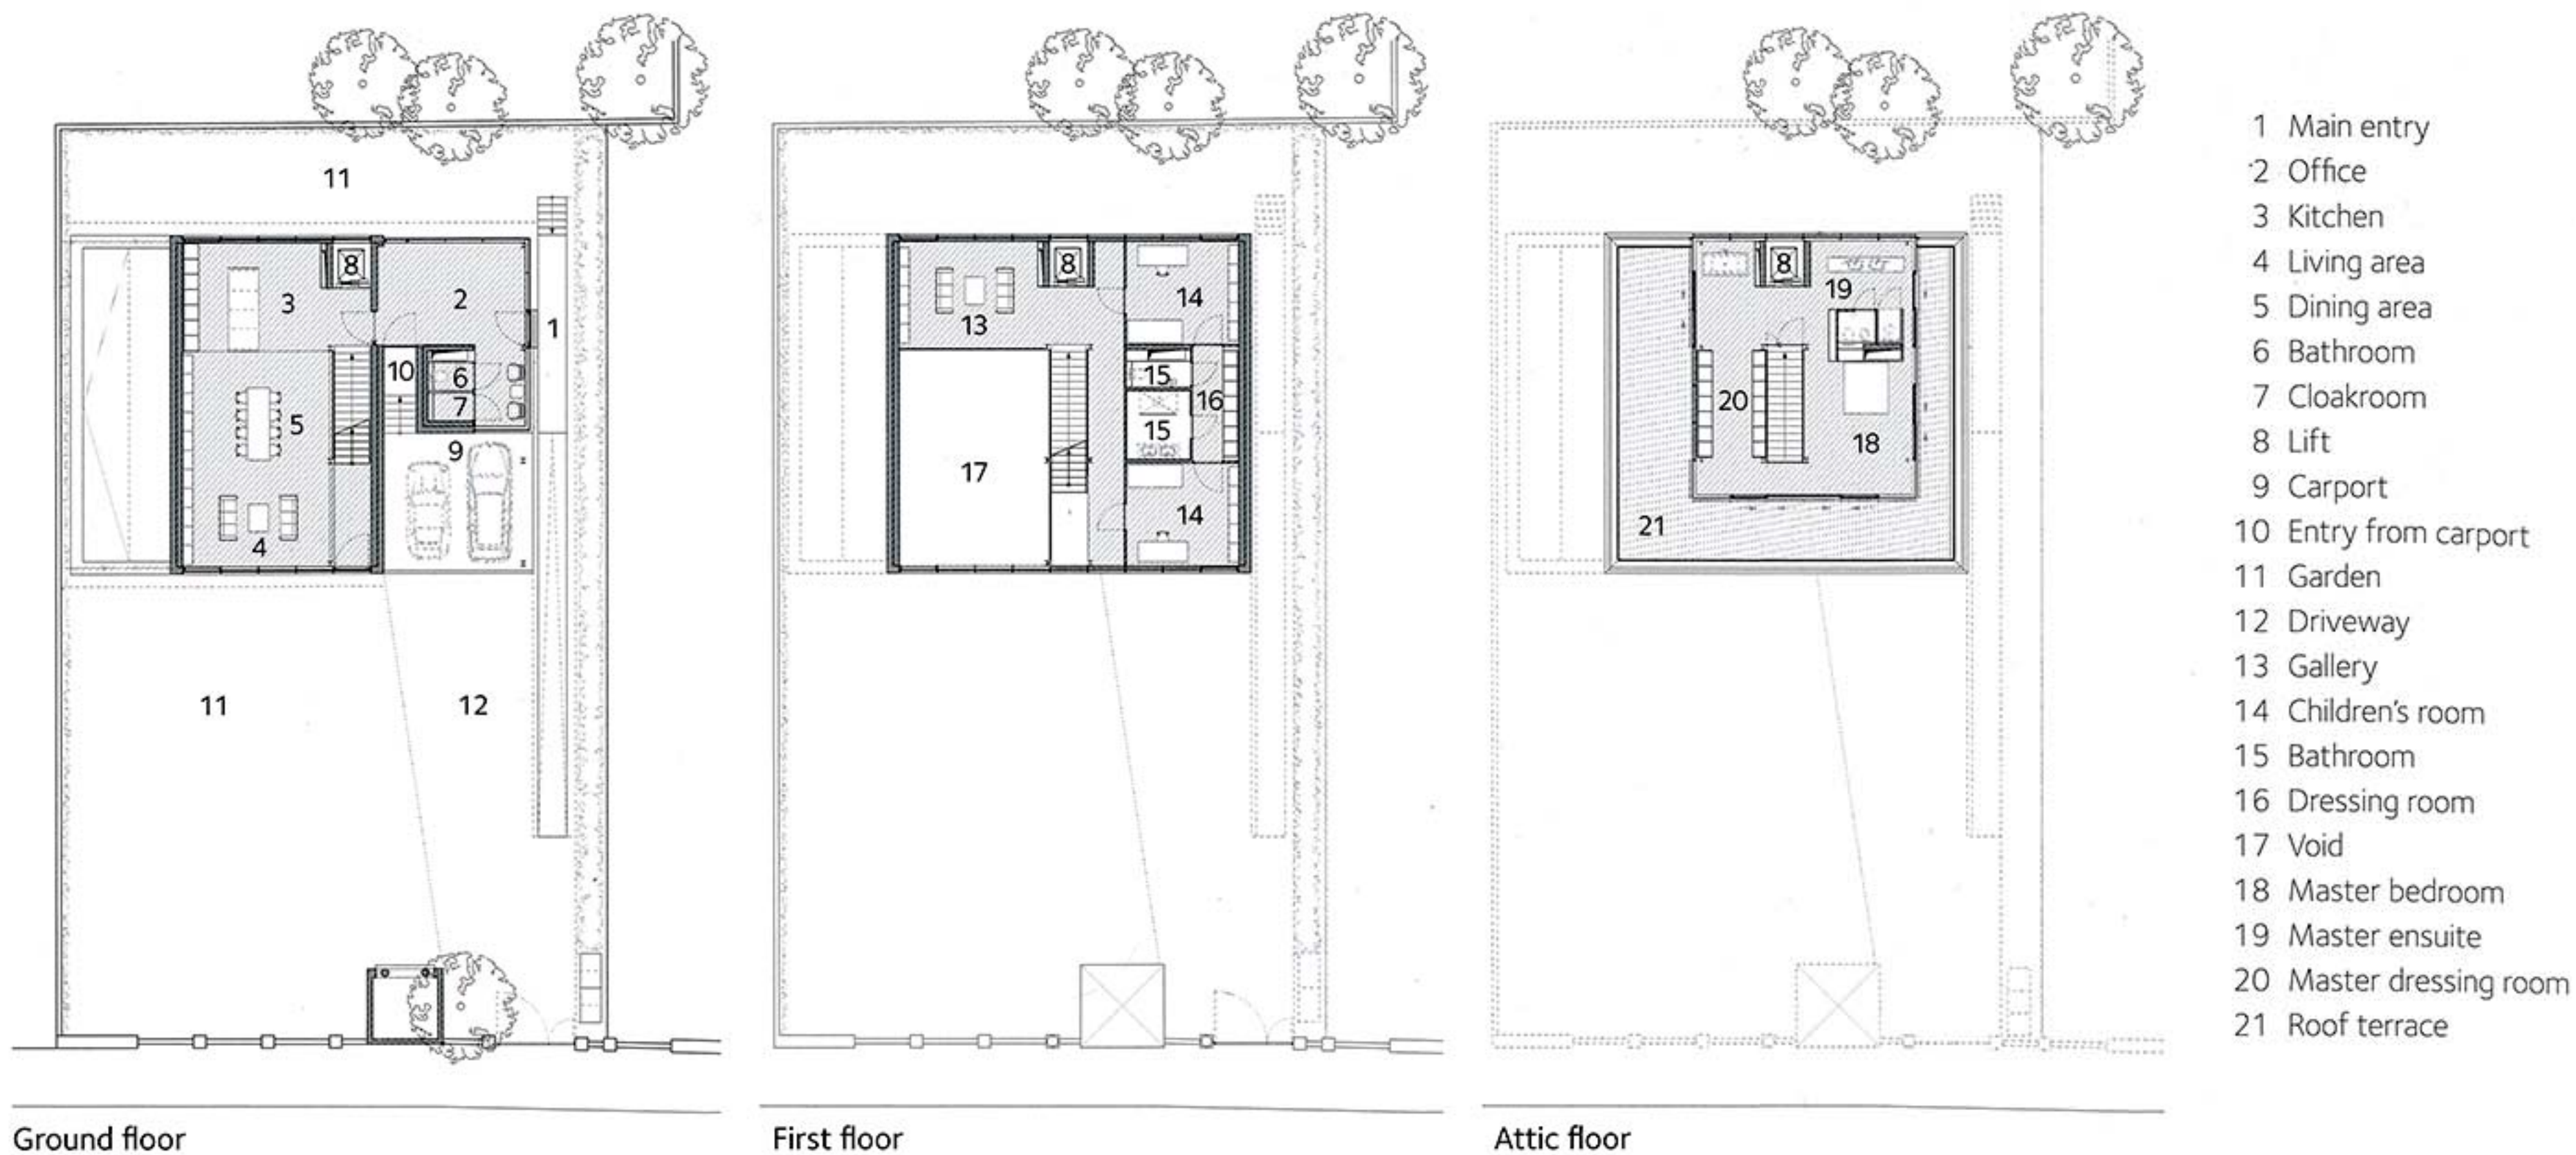 11
8
3
2
1
10
6
7
5
9
4
11
12
Ground floor
8
14
13
15
16
15
17
14
First floor
8
19
20
18
21
Attic floor
1 Main entry
2 Office
3 Kitchen
4 Living area
5 Dining area
6 Bathroom
7 Cloakroom
8 Lift
9 Carport
10 Entry from carport
11 Garden
12 Driveway
13 Gallery
14 Children's room
15 Bathroom
16 Dressing room
17 Void
18 Master bedroom
19 Master ensuite
20 Master dressing room
21 Roof terrace